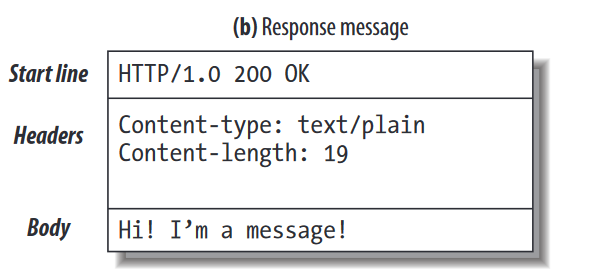 (b) Response message
Start line
HTTP/1.0 200 OK
Headers
Content-type: text/plain
Content-length: 19
Body
Hi! I’m a message!